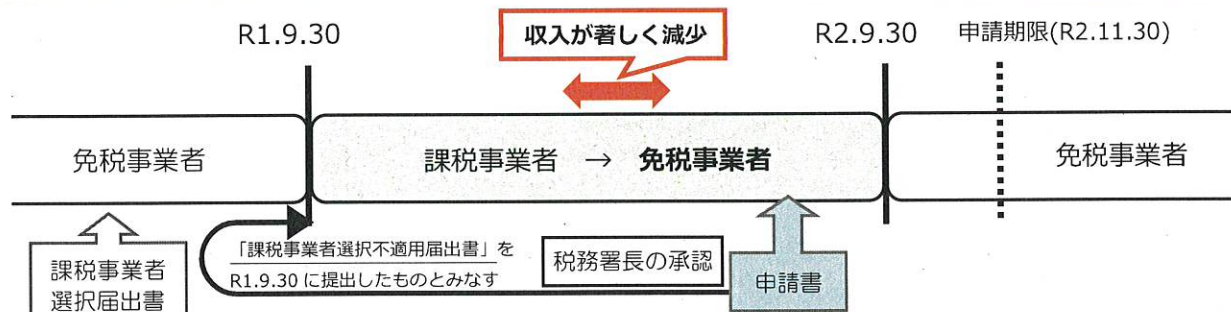 収入が著しく減少
R1.9.30
R2.9.30
申請期限(R2.11.30)
免税事業者
課税事業者 → 免税事業者
免税事業者
課税事業者
選択届出書
「課税事業者選択不適用届出書」を
R1.9.30 に提出したものとみなす
税務署長の承認
申請書